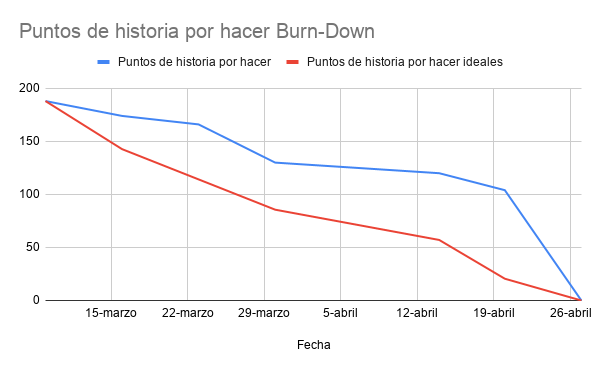 Puntos de historia por hacer Burn-Down
Puntos de historia por hacer Puntos de historia por hacer ideales
200
150
100
50
0
15-marzo 22-marzo 29-marzo 5-abril 12-abril 19-abril 26-abril
Fecha